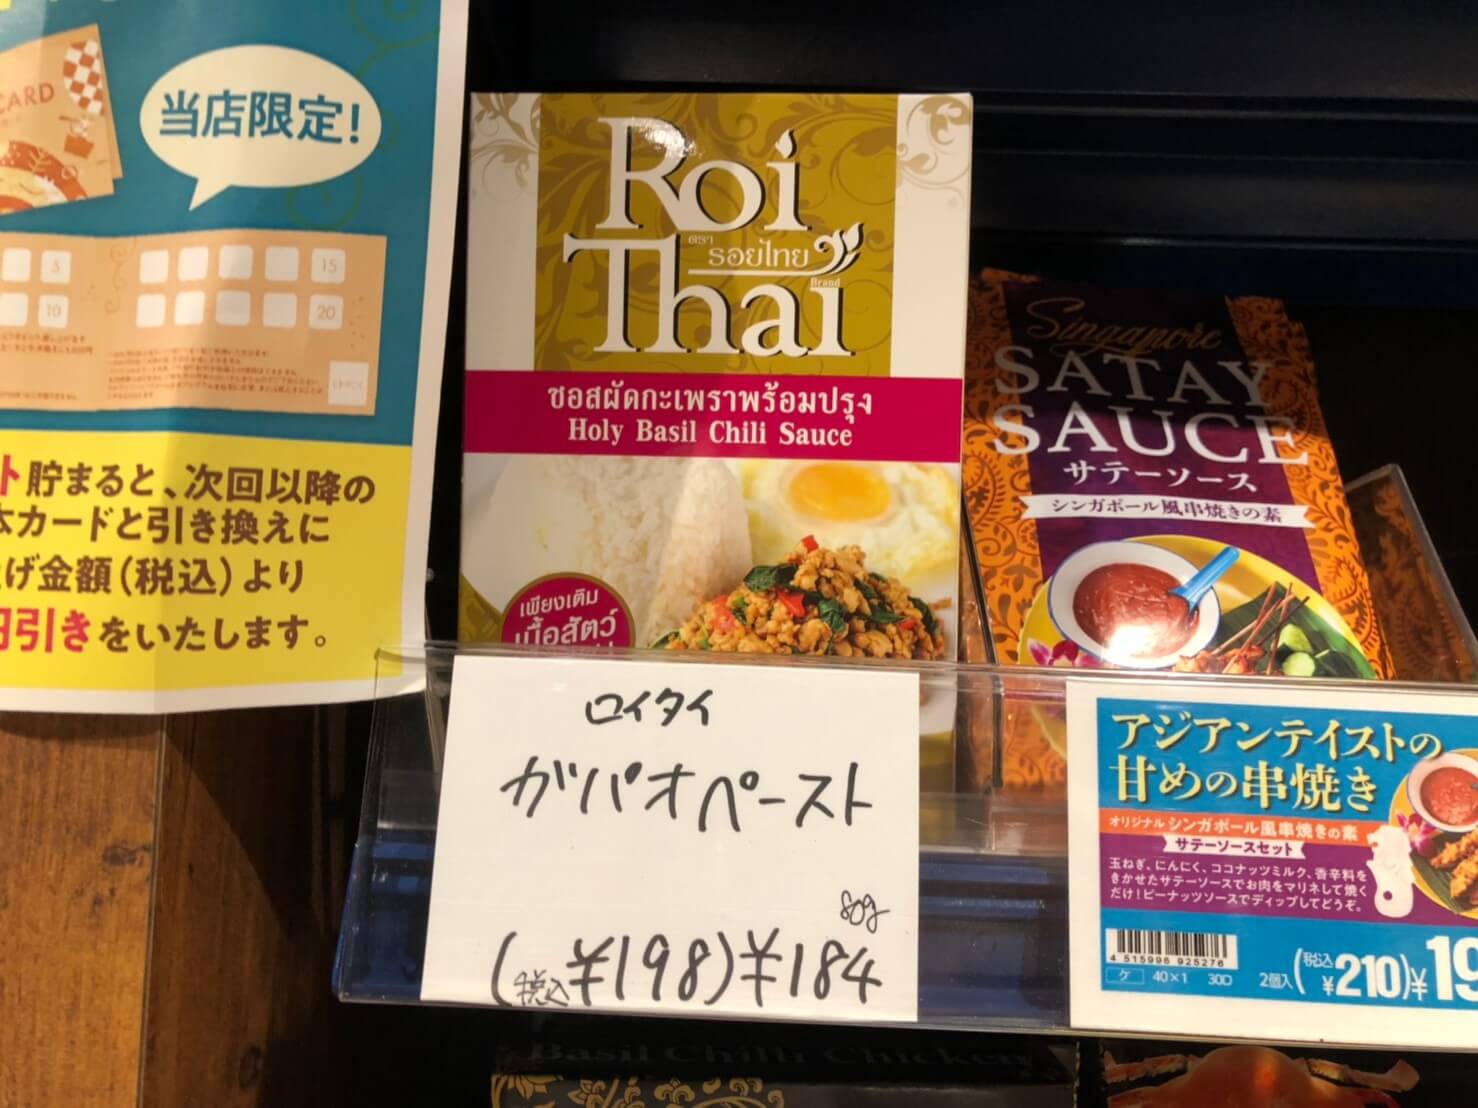 CARD
当店限定!
5
15
10
20
ト貯まると、次回以降の
本カードと引き換えに
上げ金額(税込)より
円引きをいたします。
Roi
ตรา
รอยไทย
Thai
Brand
ซอสผัดกะเพราพร้อมปรุง
Holy Basil Chili Sauce
เพียงเติม
เนื้อสัตว์
Singapore
SATAY
SAUCE
サテーソース
シンガポール風串焼きの素
ロイタイ
ガパオペースト
80g
(税込¥198)¥184
アジアンテイストの
甘めの串焼き
オリジナル シンガポール風串焼きの素
サテーソースセット
玉ねぎ、にんにく、ココナッツミルク、香辛料を
きかせたサテーソースでお肉をマリネして焼く
だけ!ピーナッツソースでディップしてどうぞ。
4 515996 925276
ケ 40×1 30D
2個入(税込¥210)¥19
Basil Chilli Chicken